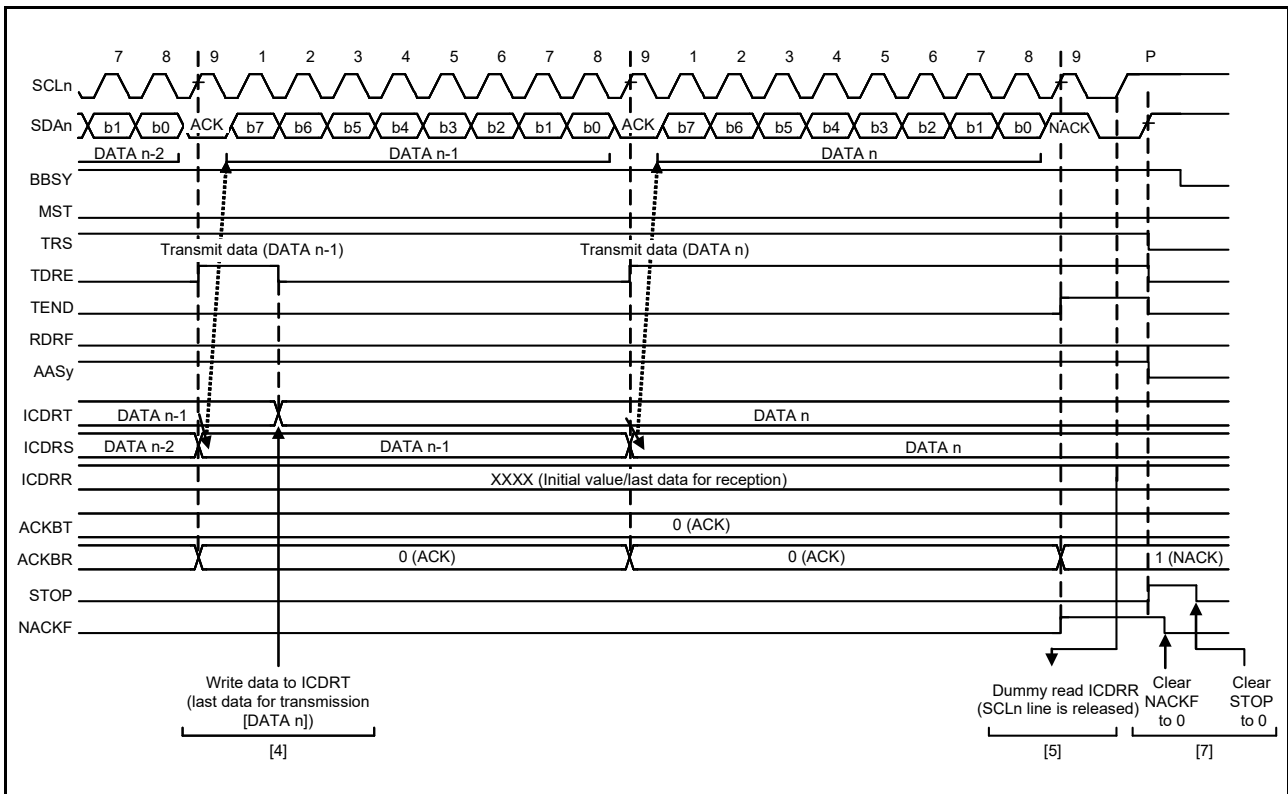 7 8 9 1 2 3 4 5 6 7 8 9 1 2 3 4 5 6 7 8 9 P
SCLn
SDAn b1 b0 ACK b7 b6 b5 b4 b3 b2 b1 b0 ACK b7 b6 b5 b4 b3 b2 b1 b0 NACK
DATA n-2 DATA n-1 DATA n
BBSY
MST
TRS
Transmit data (DATA n-1) Transmit data (DATA n)
TDRE
TEND
RDRF
AASy
ICDRT DATA n-1 DATA n
ICDRS DATA n-2 DATA n-1 DATA n
ICDRR XXXX (Initial value/last data for reception)
ACKBT 0 (ACK)
ACKBR 0 (ACK) 0 (ACK) 1 (NACK)
STOP
NACKF
Write data to ICDRT
(last data for transmission
[DATA n])
[4]
Dummy read ICDRR
(SCLn line is released)
[5]
Clear
NACKF
to 0
Clear
STOP
to 0
[7]